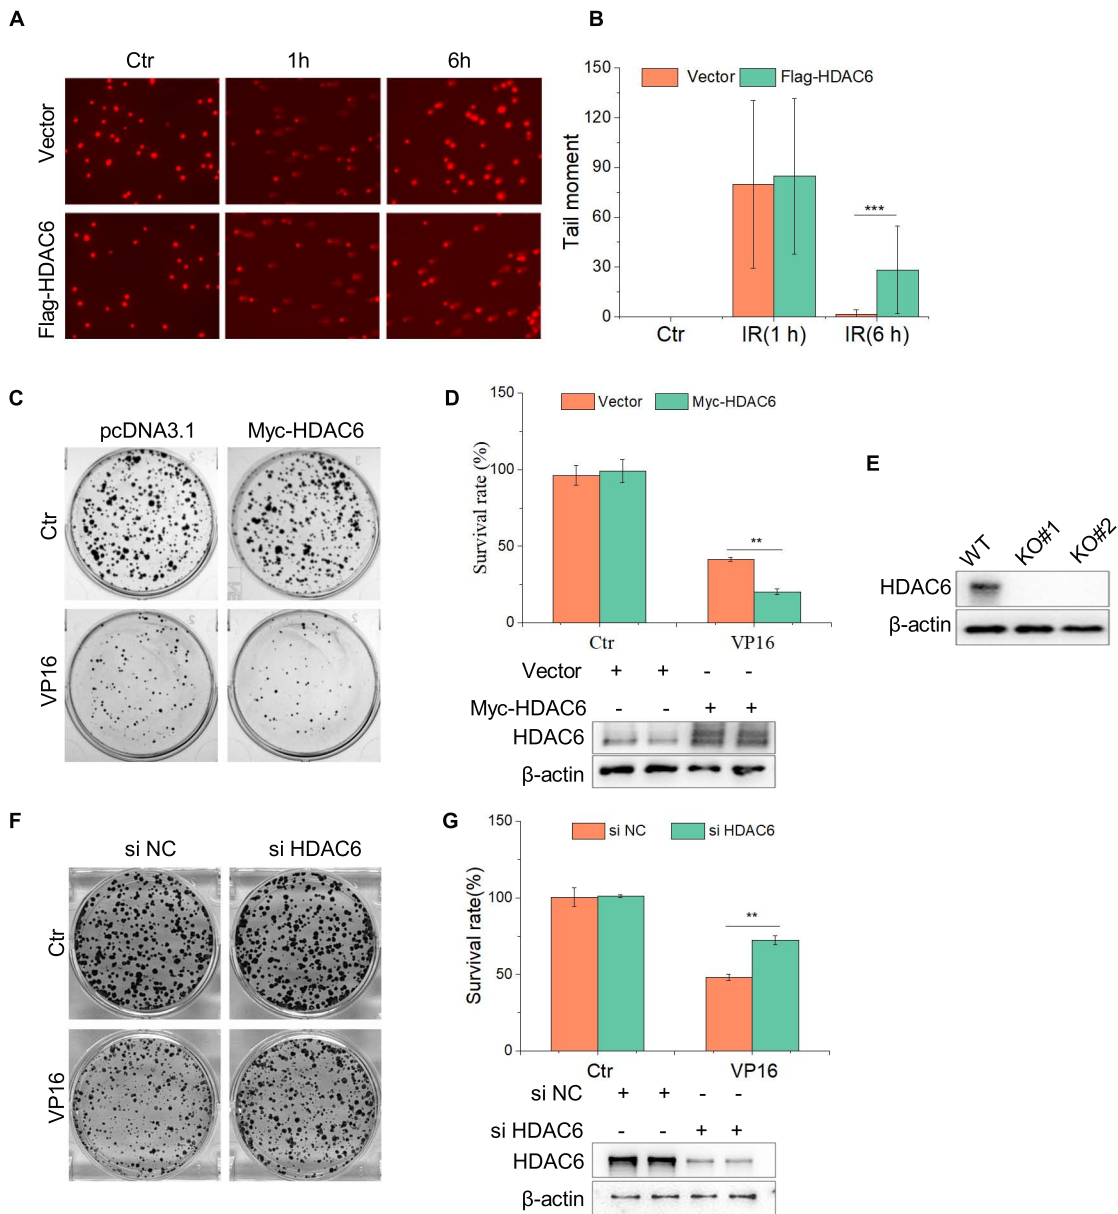 A
Ctr 1h 6h
Vector
Flag-HDAC6
B
Vector Flag-HDAC6
150
120
90
60
30
0
Tail moment
***
Ctr IR(1 h) IR(6 h)
C
pcDNA3.1 Myc-HDAC6
Ctr
VP16
D
Vector Myc-HDAC6
150
100
50
0
Survival rate (%)
**
Ctr VP16
Vector + + - -
Myc-HDAC6 - - + +
HDAC6
β-actin
E
WT KO#1 KO#2
HDAC6
β-actin
F
si NC si HDAC6
Ctr
VP16
G
si NC si HDAC6
150
100
50
0
Survival rate(%)
**
Ctr VP16
si NC + + - -
si HDAC6 - - + +
HDAC6
β-actin